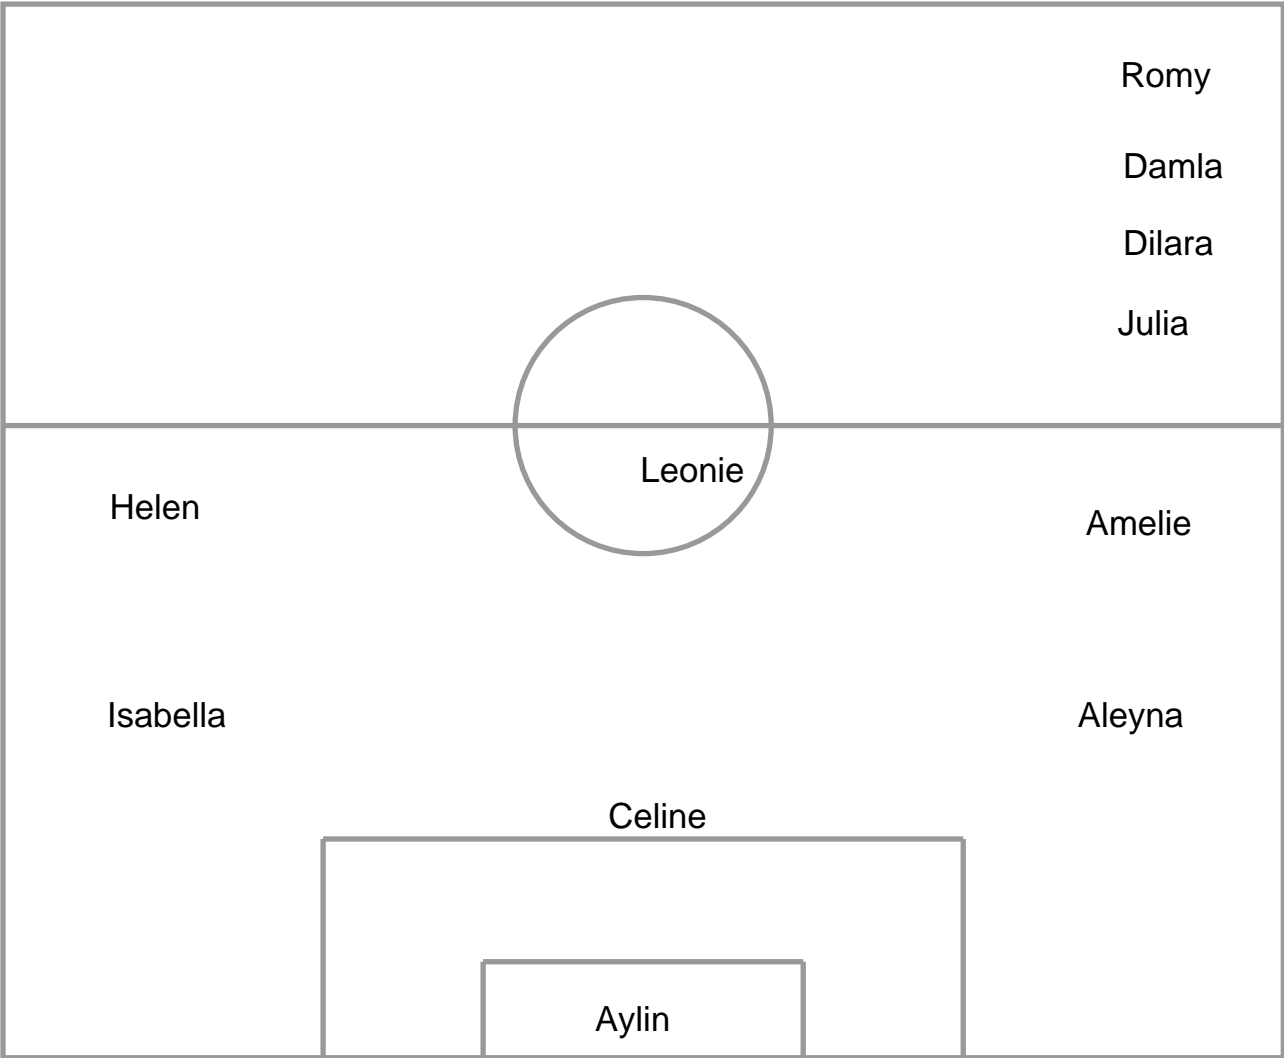 Romy
Damla
Dilara
Julia
Leonie
Helen
Amelie
Isabella
Aleyna
Celine
Aylin